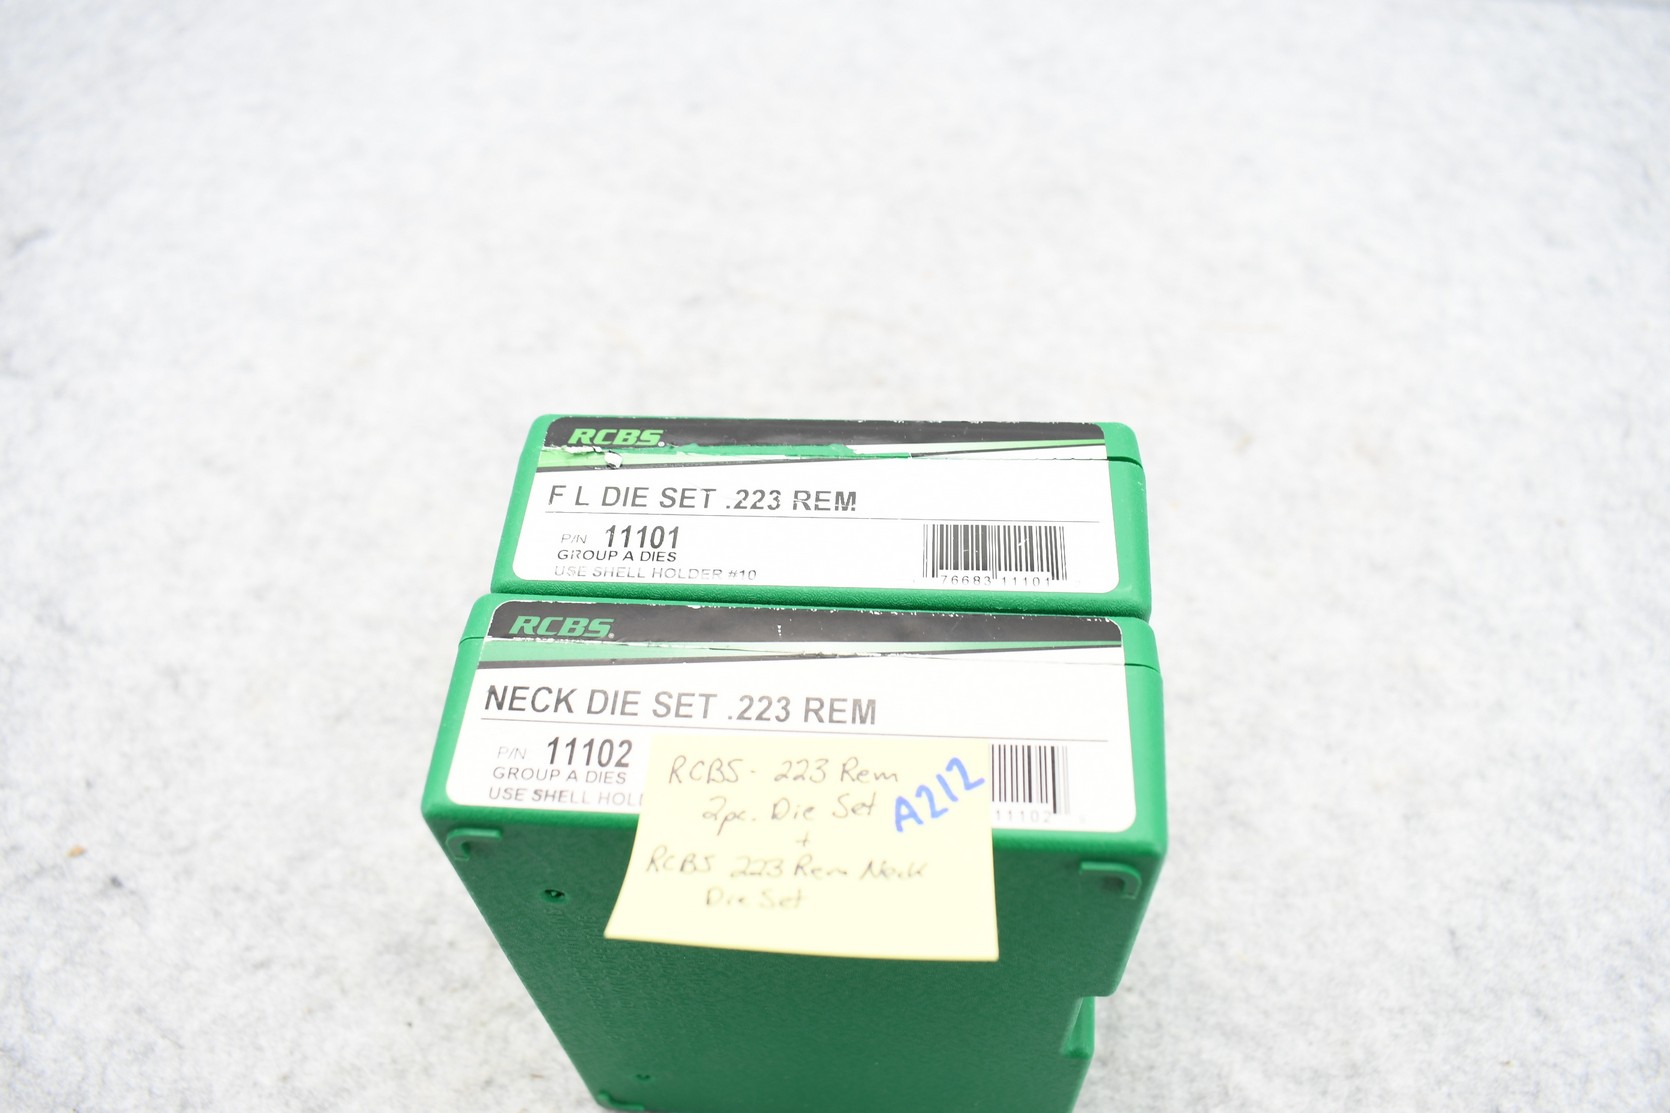 RCBS.
F L DIE SET .223 REM
P/N 11101
GROUP A DIES
USE SHELL HOLDER #10
76683 11101
RCBS.
NECK DIE SET .223 REM
P/N 11102
GROUP A DIES
USE SHELL HOL
11102
RCBS - 223 Rem
2pc. Die Set
+
RCBS 223 Rem Neck
Die Set
A212